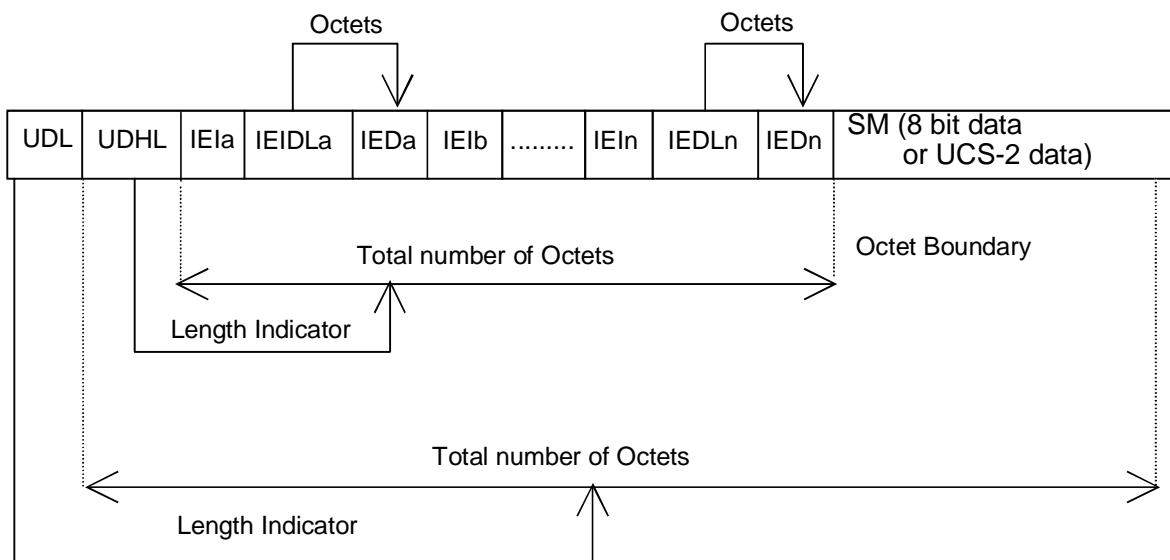 Octets
Octets
UDL UDHL IEIa IEIDLa IEDa IEIb ......... IEIn IEDLn IEDn SM (8 bit data
or UCS-2 data)
Total number of Octets
Octet Boundary
Length Indicator
Total number of Octets
Length Indicator